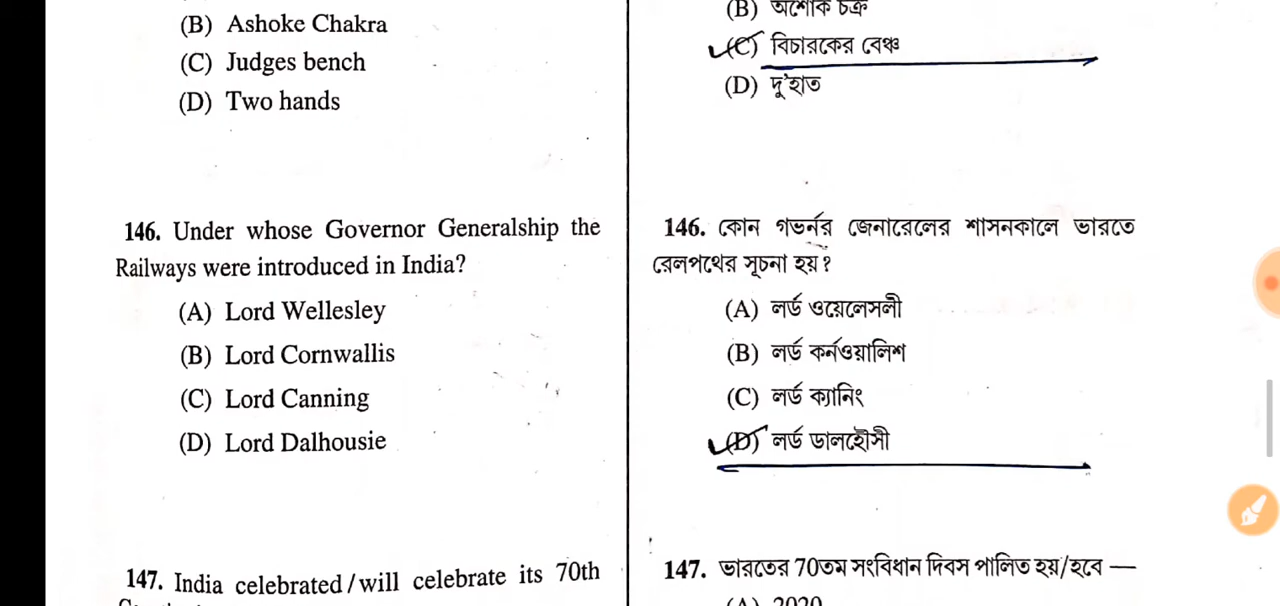 (B) Ashoke Chakra
(C) Judges bench
(D) Two hands
146. Under whose Governor Generalship the
Railways were introduced in India?
(A) Lord Wellesley
(B) Lord Cornwallis
(C) Lord Canning
(D) Lord Dalhousie
147. India celebrated/will celebrate its 70th
(B) অশোক চক্র
(C) বিচারকের বেঞ্চ
(D) দু'হাত
146. কোন গভর্নর জেনারেলের শাসনকালে ভারতে
রেলপথের সূচনা হয়?
(A) লর্ড ওয়েলেসলী
(B) লর্ড কর্নওয়ালিশ
(C) লর্ড ক্যানিং
(D) লর্ড ডালহৌসী
147. ভারতের 70তম সংবিধান দিবস পালিত হয়/হবে —
(A) 2020